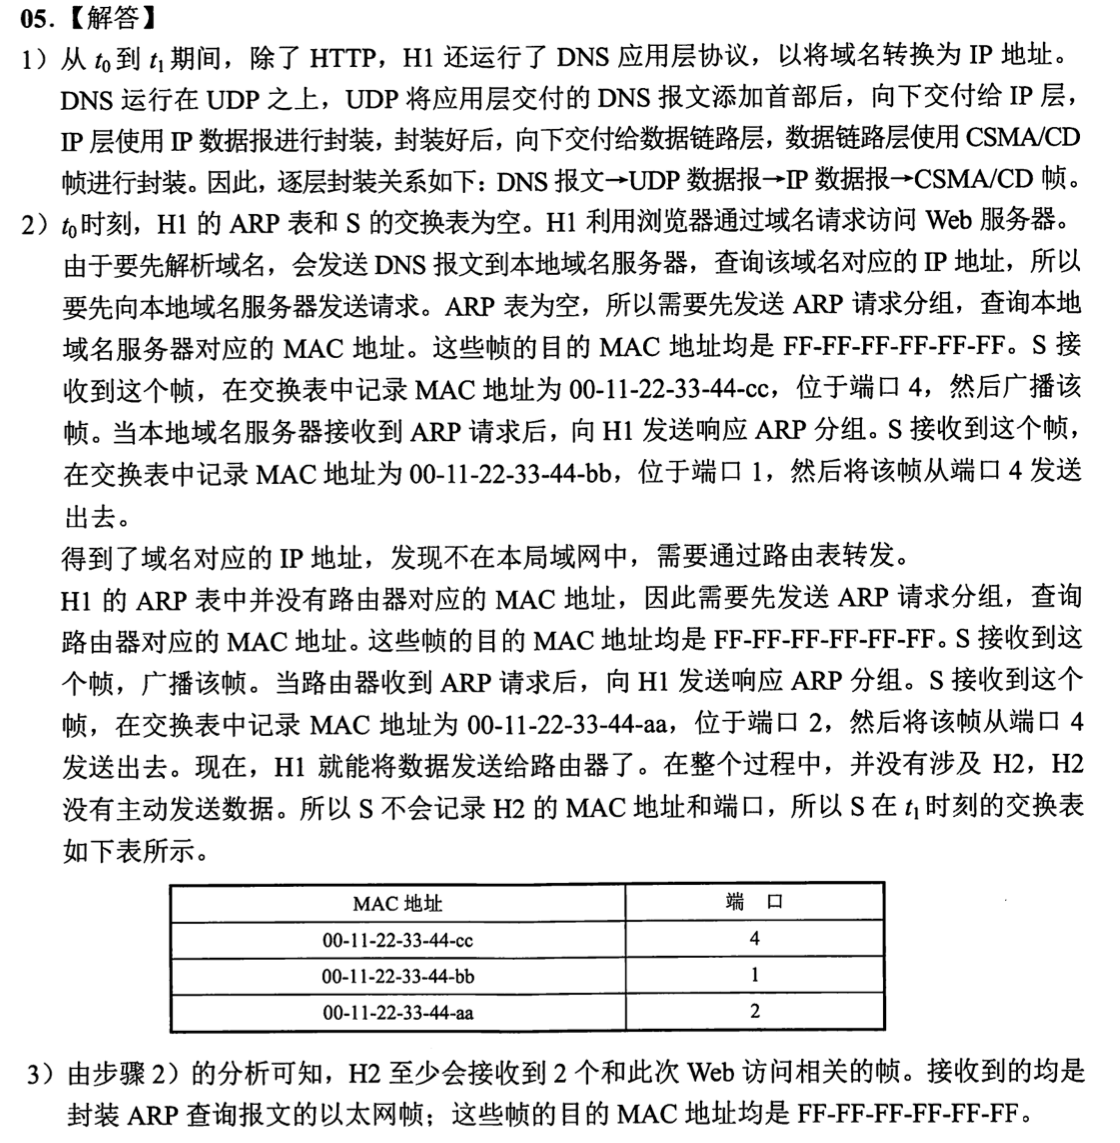 05.【解答】
1）从 t0 到 t1 期间，除了 HTTP，H1 还运行了 DNS 应用层协议，以将域名转换为 IP 地址。
DNS 运行在 UDP 之上，UDP 将应用层交付的 DNS 报文添加首部后，向下交付给 IP 层，
IP 层使用 IP 数据报进行封装，封装好后，向下交付给数据链路层，数据链路层使用 CSMA/CD
帧进行封装。因此，逐层封装关系如下：DNS 报文→UDP 数据报→IP 数据报→CSMA/CD 帧。
2）t0时刻，H1 的 ARP 表和 S 的交换表为空。H1 利用浏览器通过域名请求访问 Web 服务器。
由于要先解析域名，会发送 DNS 报文到本地域名服务器，查询该域名对应的 IP 地址，所以
要先向本地域名服务器发送请求。ARP 表为空，所以需要先发送 ARP 请求分组，查询本地
域名服务器对应的 MAC 地址。这些帧的目的 MAC 地址均是 FF-FF-FF-FF-FF-FF。S 接
收到这个帧，在交换表中记录 MAC 地址为 00-11-22-33-44-cc，位于端口 4，然后广播该
帧。当本地域名服务器接收到 ARP 请求后，向 H1 发送响应 ARP 分组。S 接收到这个帧，
在交换表中记录 MAC 地址为 00-11-22-33-44-bb，位于端口 1，然后将该帧从端口 4 发送
出去。
得到了域名对应的 IP 地址，发现不在本局域网中，需要通过路由表转发。
H1 的 ARP 表中并没有路由器对应的 MAC 地址，因此需要先发送 ARP 请求分组，查询
路由器对应的 MAC 地址。这些帧的目的 MAC 地址均是 FF-FF-FF-FF-FF-FF。S 接收到这
个帧，广播该帧。当路由器收到 ARP 请求后，向 H1 发送响应 ARP 分组。S 接收到这个
帧，在交换表中记录 MAC 地址为 00-11-22-33-44-aa，位于端口 2，然后将该帧从端口 4
发送出去。现在，H1 就能将数据发送给路由器了。在整个过程中，并没有涉及 H2，H2
没有主动发送数据。所以 S 不会记录 H2 的 MAC 地址和端口，所以 S 在 t1 时刻的交换表
如下表所示。
MAC 地址 端 口
00-11-22-33-44-cc 4
00-11-22-33-44-bb 1
00-11-22-33-44-aa 2
3）由步骤 2）的分析可知，H2 至少会接收到 2 个和此次 Web 访问相关的帧。接收到的均是
封装 ARP 查询报文的以太网帧；这些帧的目的 MAC 地址均是 FF-FF-FF-FF-FF-FF。